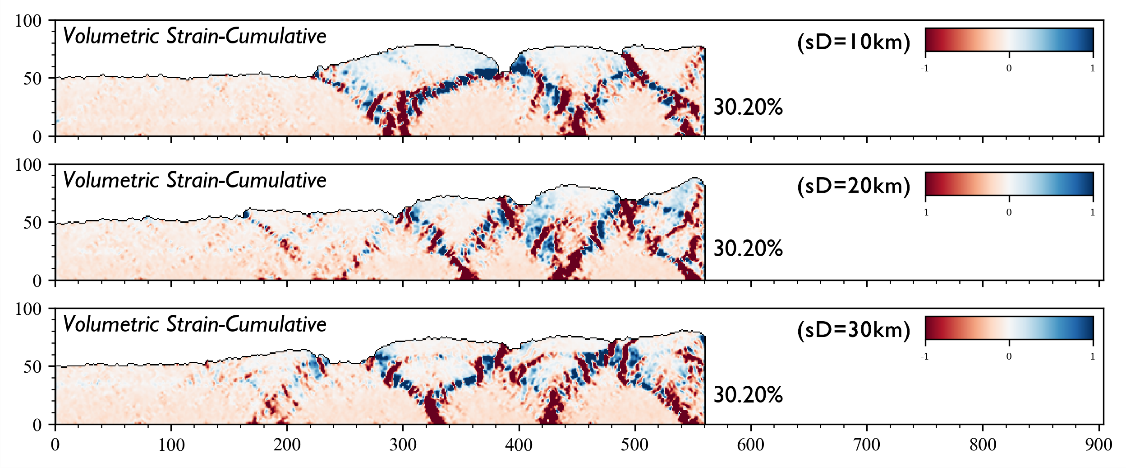 100
Volumetric Strain-Cumulative
(sD=10km)
50
1 0 1
30.20%
0
100
Volumetric Strain-Cumulative
(sD=20km)
50
1 0 1
30.20%
0
100
Volumetric Strain-Cumulative
(sD=30km)
50
1 0 1
30.20%
0
0 100 200 300 400 500 600 700 800 900